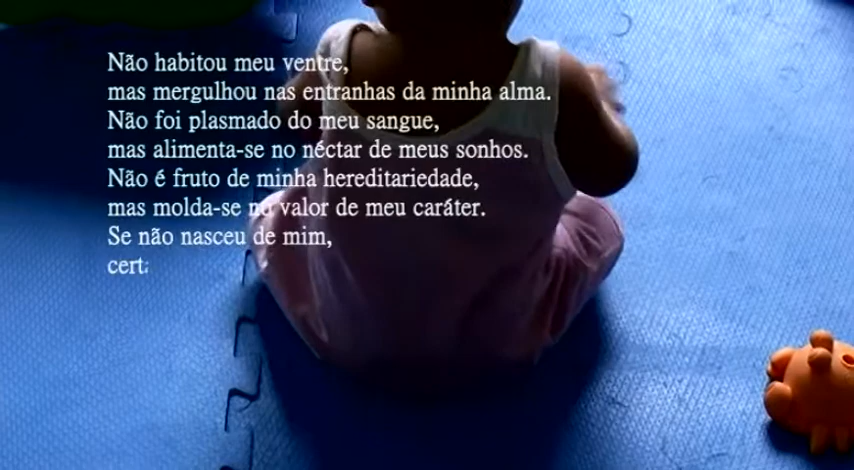 Não habitou meu ventre,
mas mergulhou nas entranhas da minha alma.
Não foi plasmado do meu sangue,
mas alimenta-se no néctar de meus sonhos.
Não é fruto de minha hereditariedade,
mas molda-se no valor de meu caráter.
Se não nasceu de mim,
cert